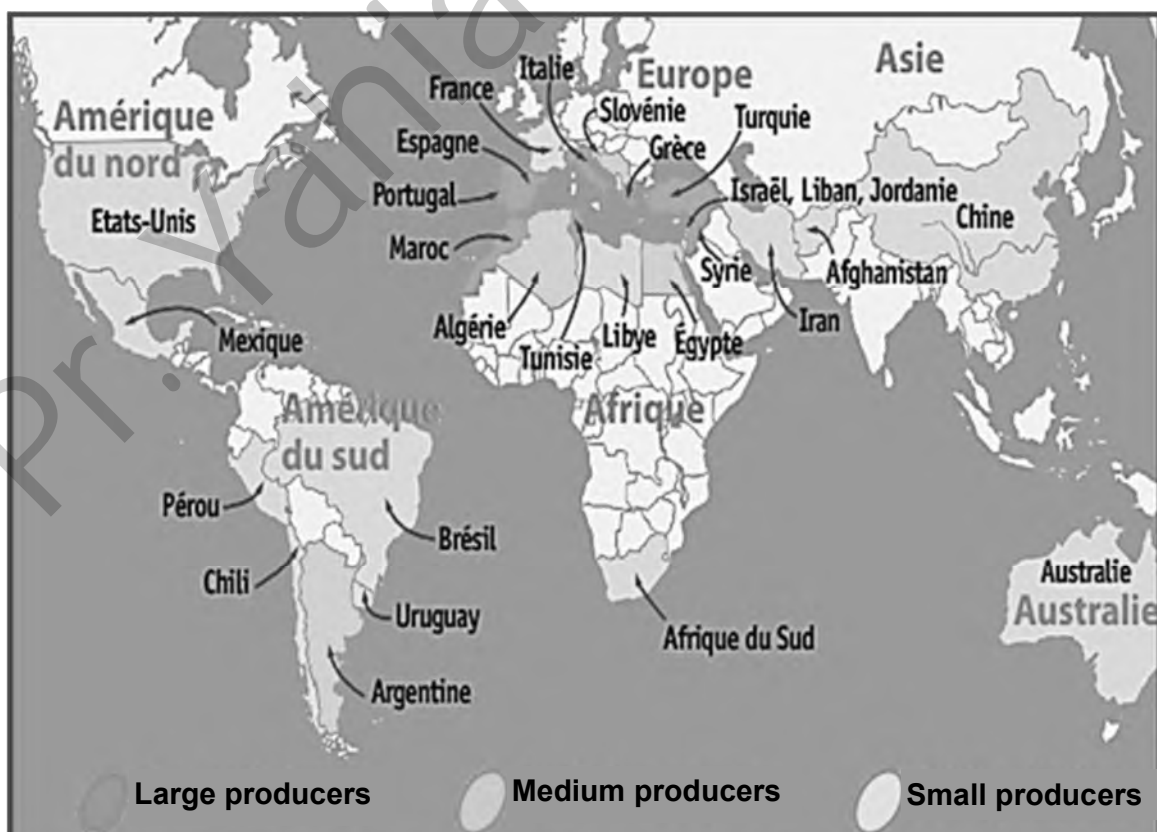 Pr. Yania
Italie
Europe
Asie
France
Slovénie
Turquie
Amérique
du nord
Espagne
Grèce
Portugal
Israël, Liban, Jordanie
Etats-Unis
Chine
Maroc
Syrie
Afghanistan
Mexique
Algérie
Tunisie
Libye
Égypte
Iran
Amérique
du sud
Afrique
Pérou
Brésil
Chili
Uruguay
Australie
Australie
Afrique du Sud
Argentine
Large producers
Medium producers
Small producers